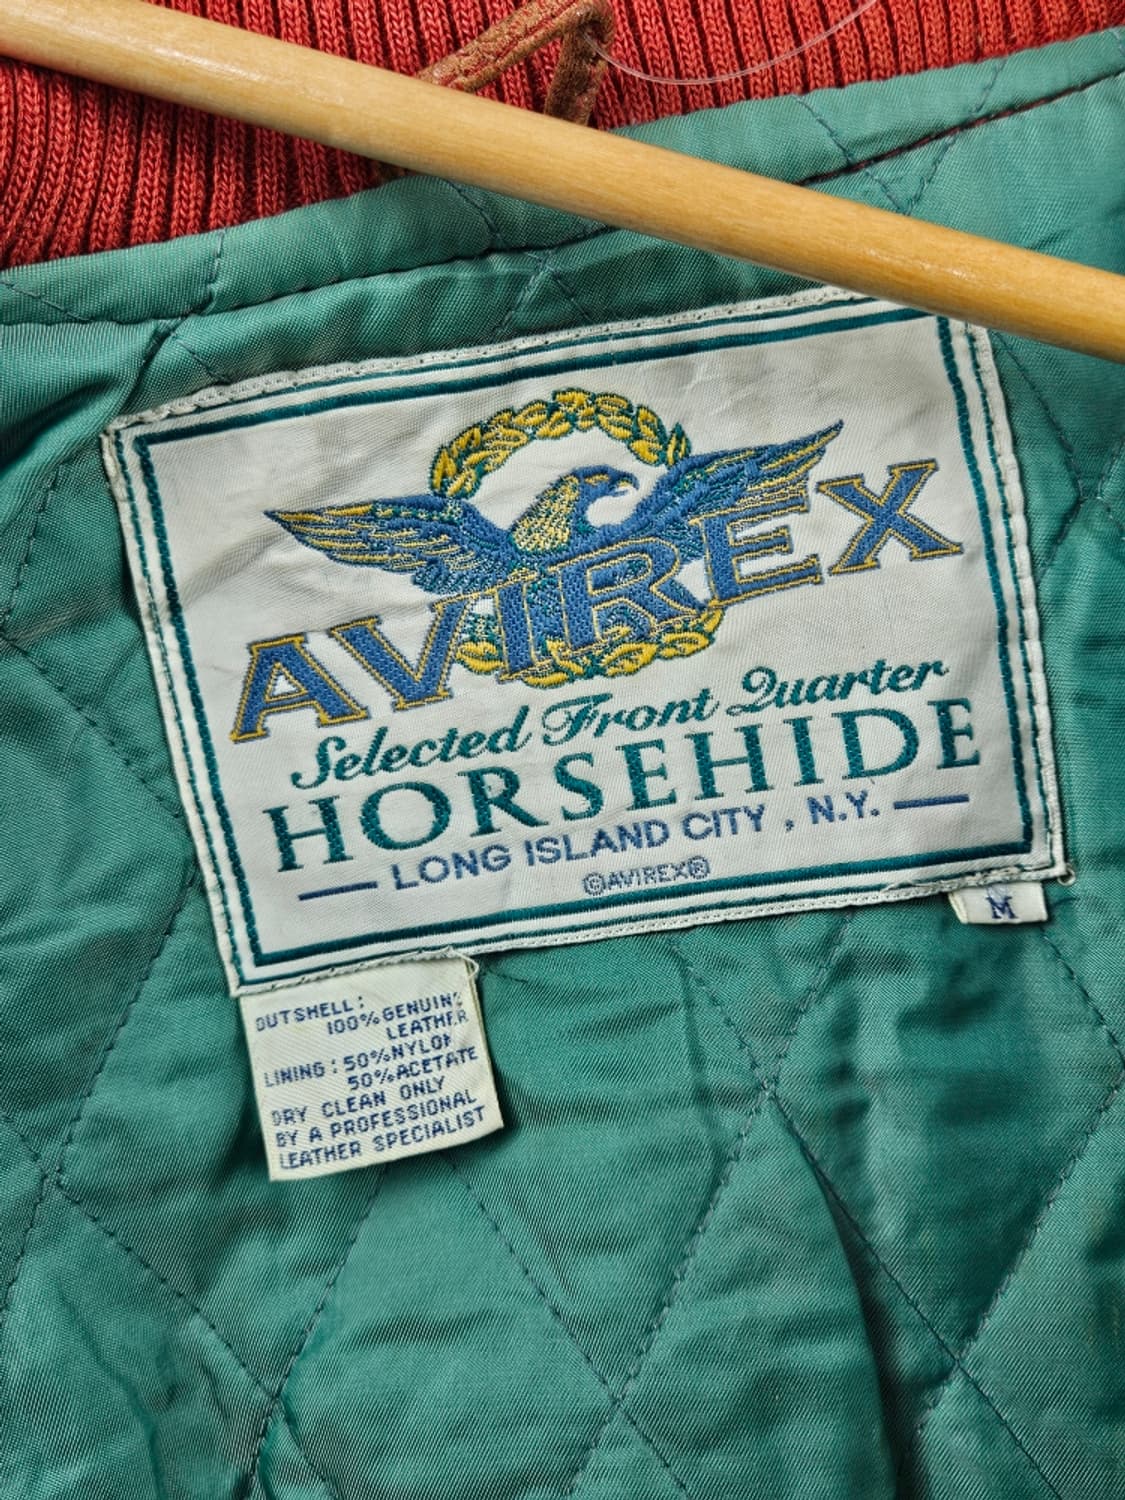 AVIREX
Selected Front Quarter
HORSEHIDE
LONG ISLAND CITY , N.Y.
©AVIREX®
M
OUTSHELL:
100% GENUINE
LEATHER
LINING : 50% NYLON
50% ACETATE
DRY CLEAN ONLY
BY A PROFESSIONAL
LEATHER SPECIALIST